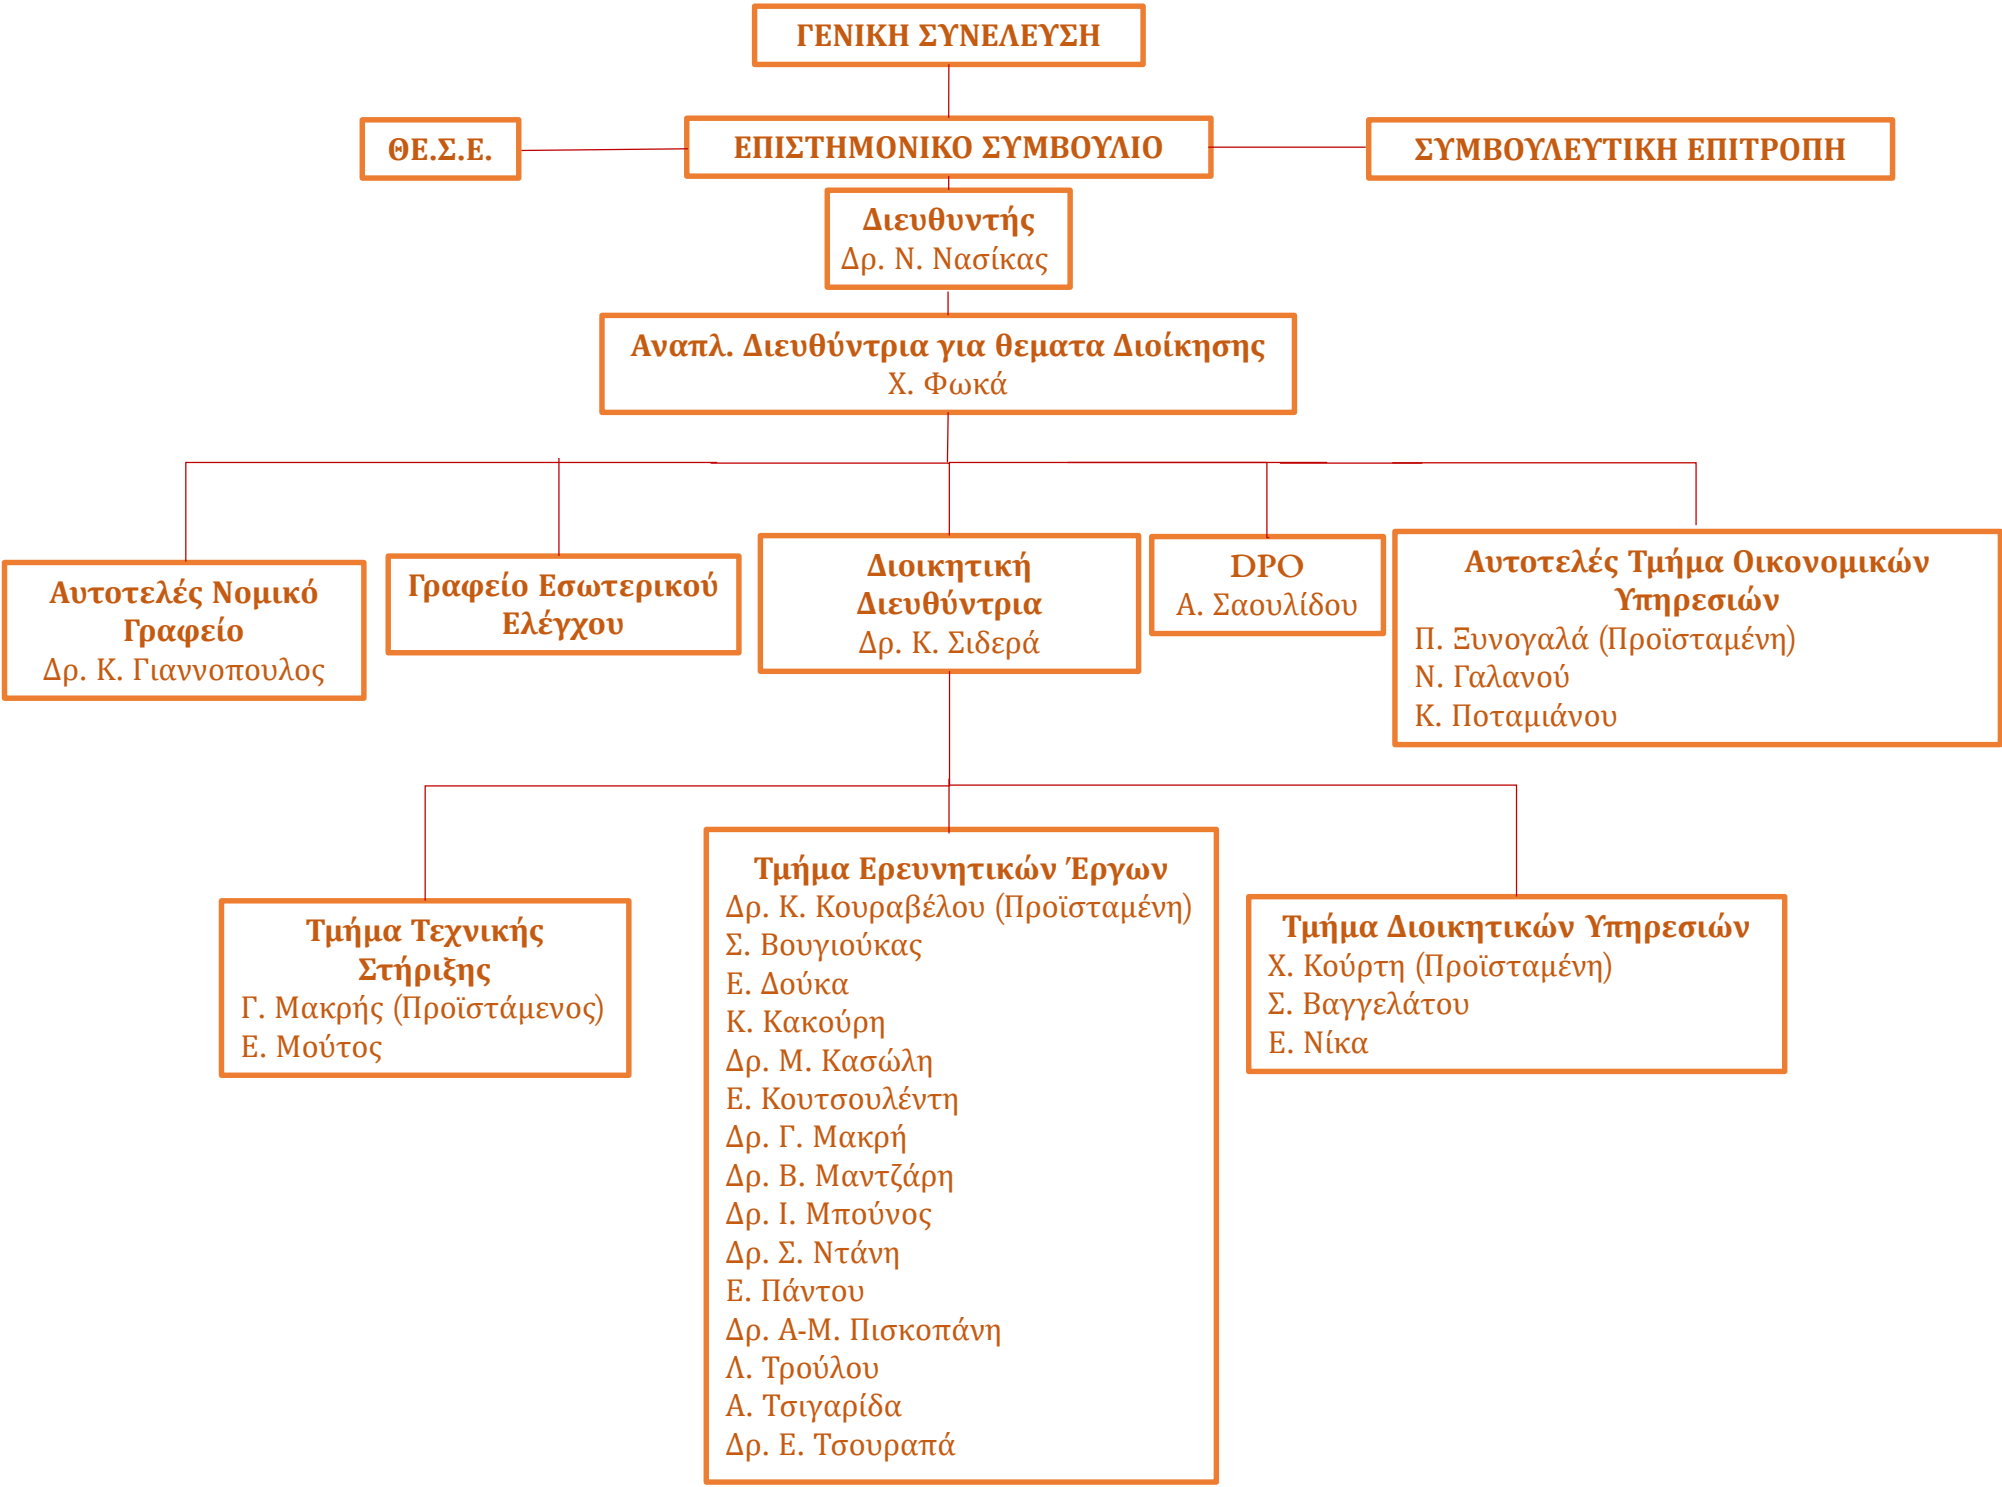 ΓΕΝΙΚΗ ΣΥΝΕΛΕΥΣΗ
ΘΕ.Σ.Ε.
ΕΠΙΣΤΗΜΟΝΙΚΟ ΣΥΜΒΟΥΛΙΟ
ΣΥΜΒΟΥΛΕΥΤΙΚΗ ΕΠΙΤΡΟΠΗ
Διευθυντής
Δρ. Ν. Νασίκας
Αναπλ. Διευθύντρια για θεματα Διοίκησης
Χ. Φωκά
Αυτοτελές Νομικό
Γραφείο
Δρ. Κ. Γιαννοπουλος
Γραφείο Εσωτερικού
Ελέγχου
Διοικητική
Διευθύντρια
Δρ. Κ. Σιδερά
DPO
Α. Σαουλίδου
Αυτοτελές Τμήμα Οικονομικών
Υπηρεσιών
Π. Ξυνογαλά (Προϊσταμένη)
Ν. Γαλανού
Κ. Ποταμιάνου
Τμήμα Τεχνικής
Στήριξης
Γ. Μακρής (Προϊστάμενος)
Ε. Μούτος
Τμήμα Ερευνητικών Έργων
Δρ. Κ. Κουραβέλου (Προϊσταμένη)
Σ. Βουγιούκας
Ε. Δούκα
Κ. Κακούρη
Δρ. Μ. Κασώλη
Ε. Κουτσουλέντη
Δρ. Γ. Μακρή
Δρ. Β. Μαντζάρη
Δρ. Ι. Μπούνος
Δρ. Σ. Ντάνη
Ε. Πάντου
Δρ. Α-Μ. Πισκοπάνη
Λ. Τρούλου
Α. Τσιγαρίδα
Δρ. Ε. Τσουραπά
Τμήμα Διοικητικών Υπηρεσιών
Χ. Κούρτη (Προϊσταμένη)
Σ. Βαγγελάτου
Ε. Νίκα